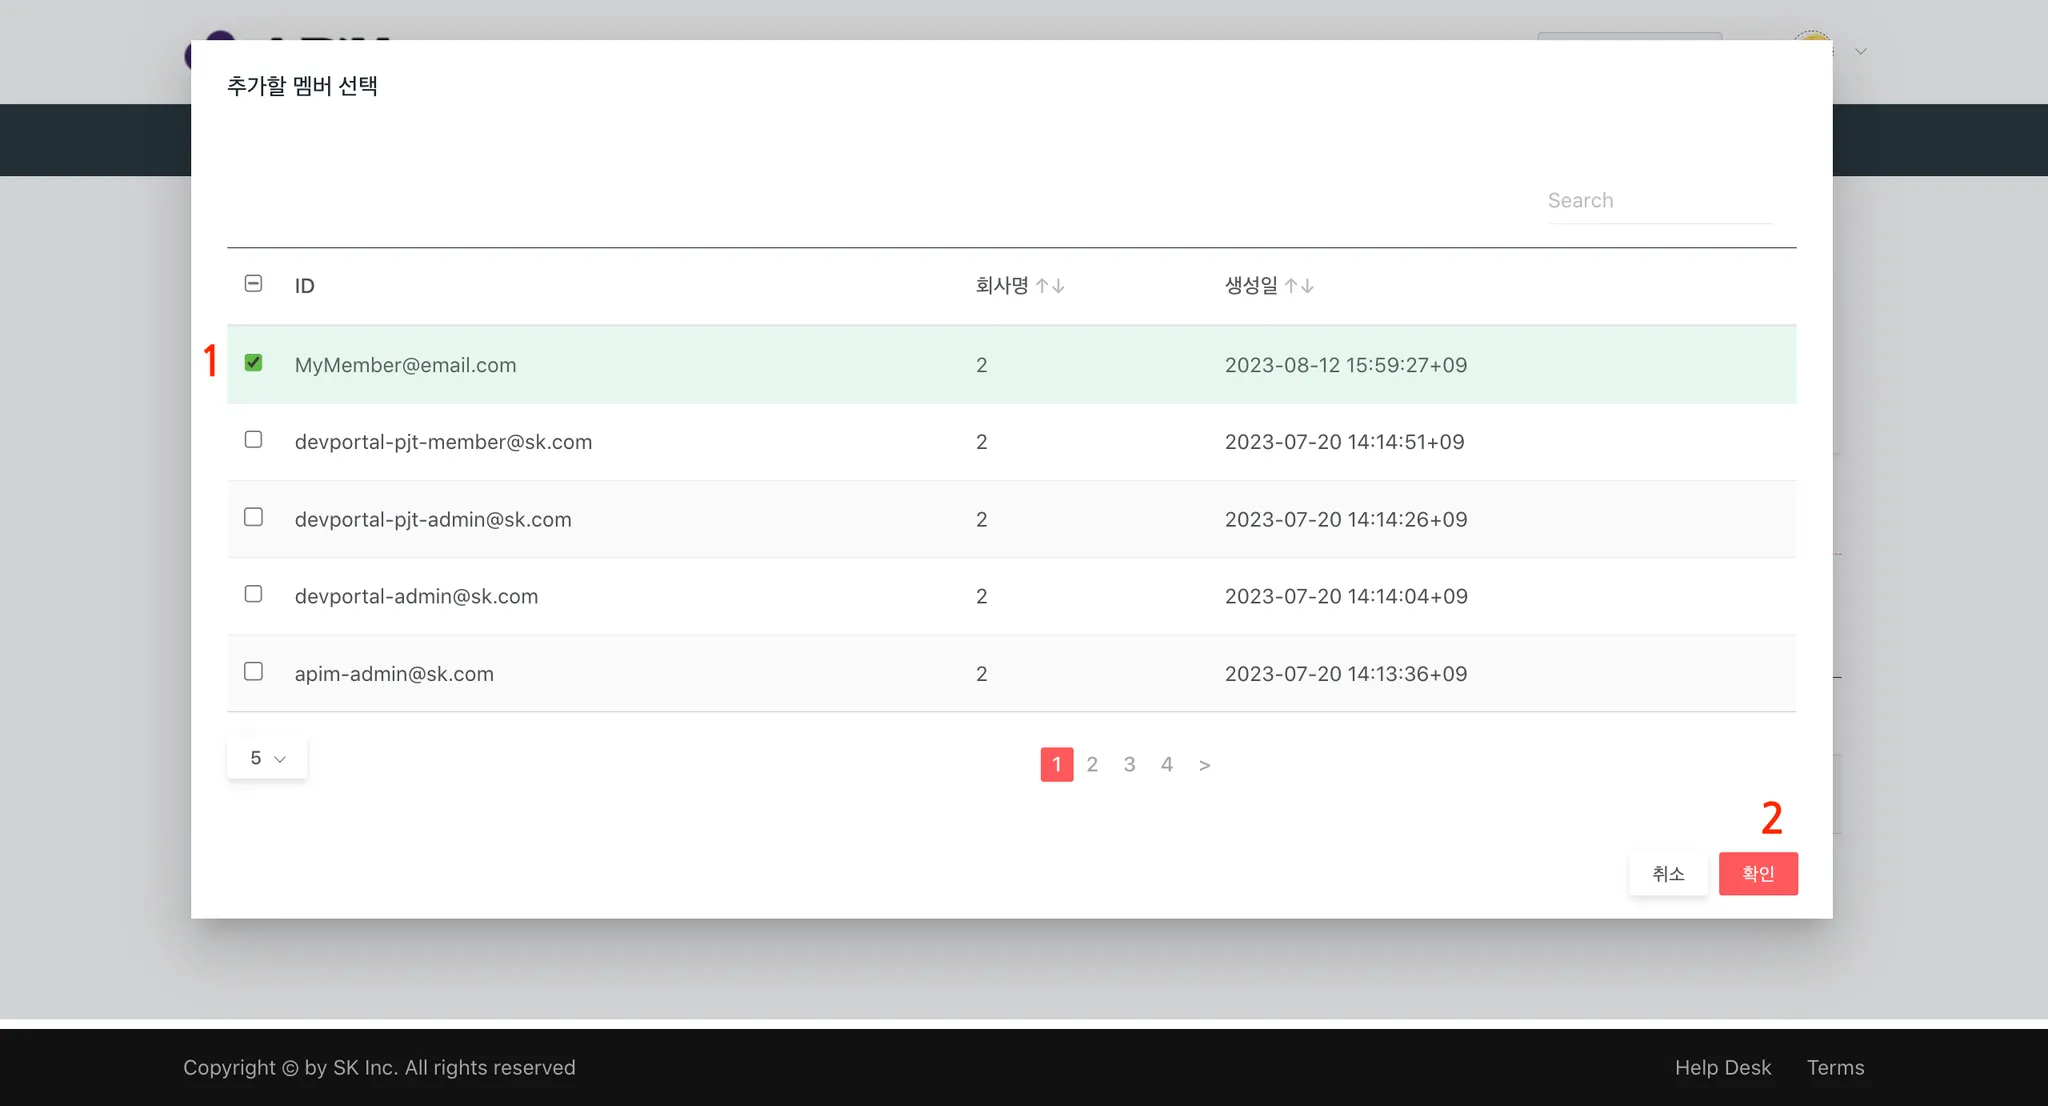 추가할 멤버 선택
Search
ID 회사명 ↑↓ 생성일 ↑↓
1 MyMember@email.com 2 2023-08-12 15:59:27+09
devportal-pjt-member@sk.com 2 2023-07-20 14:14:51+09
devportal-pjt-admin@sk.com 2 2023-07-20 14:14:26+09
devportal-admin@sk.com 2 2023-07-20 14:14:04+09
apim-admin@sk.com 2 2023-07-20 14:13:36+09
5 1 2 3 4 >
2
취소 확인
Copyright © by SK Inc. All rights reserved Help Desk Terms